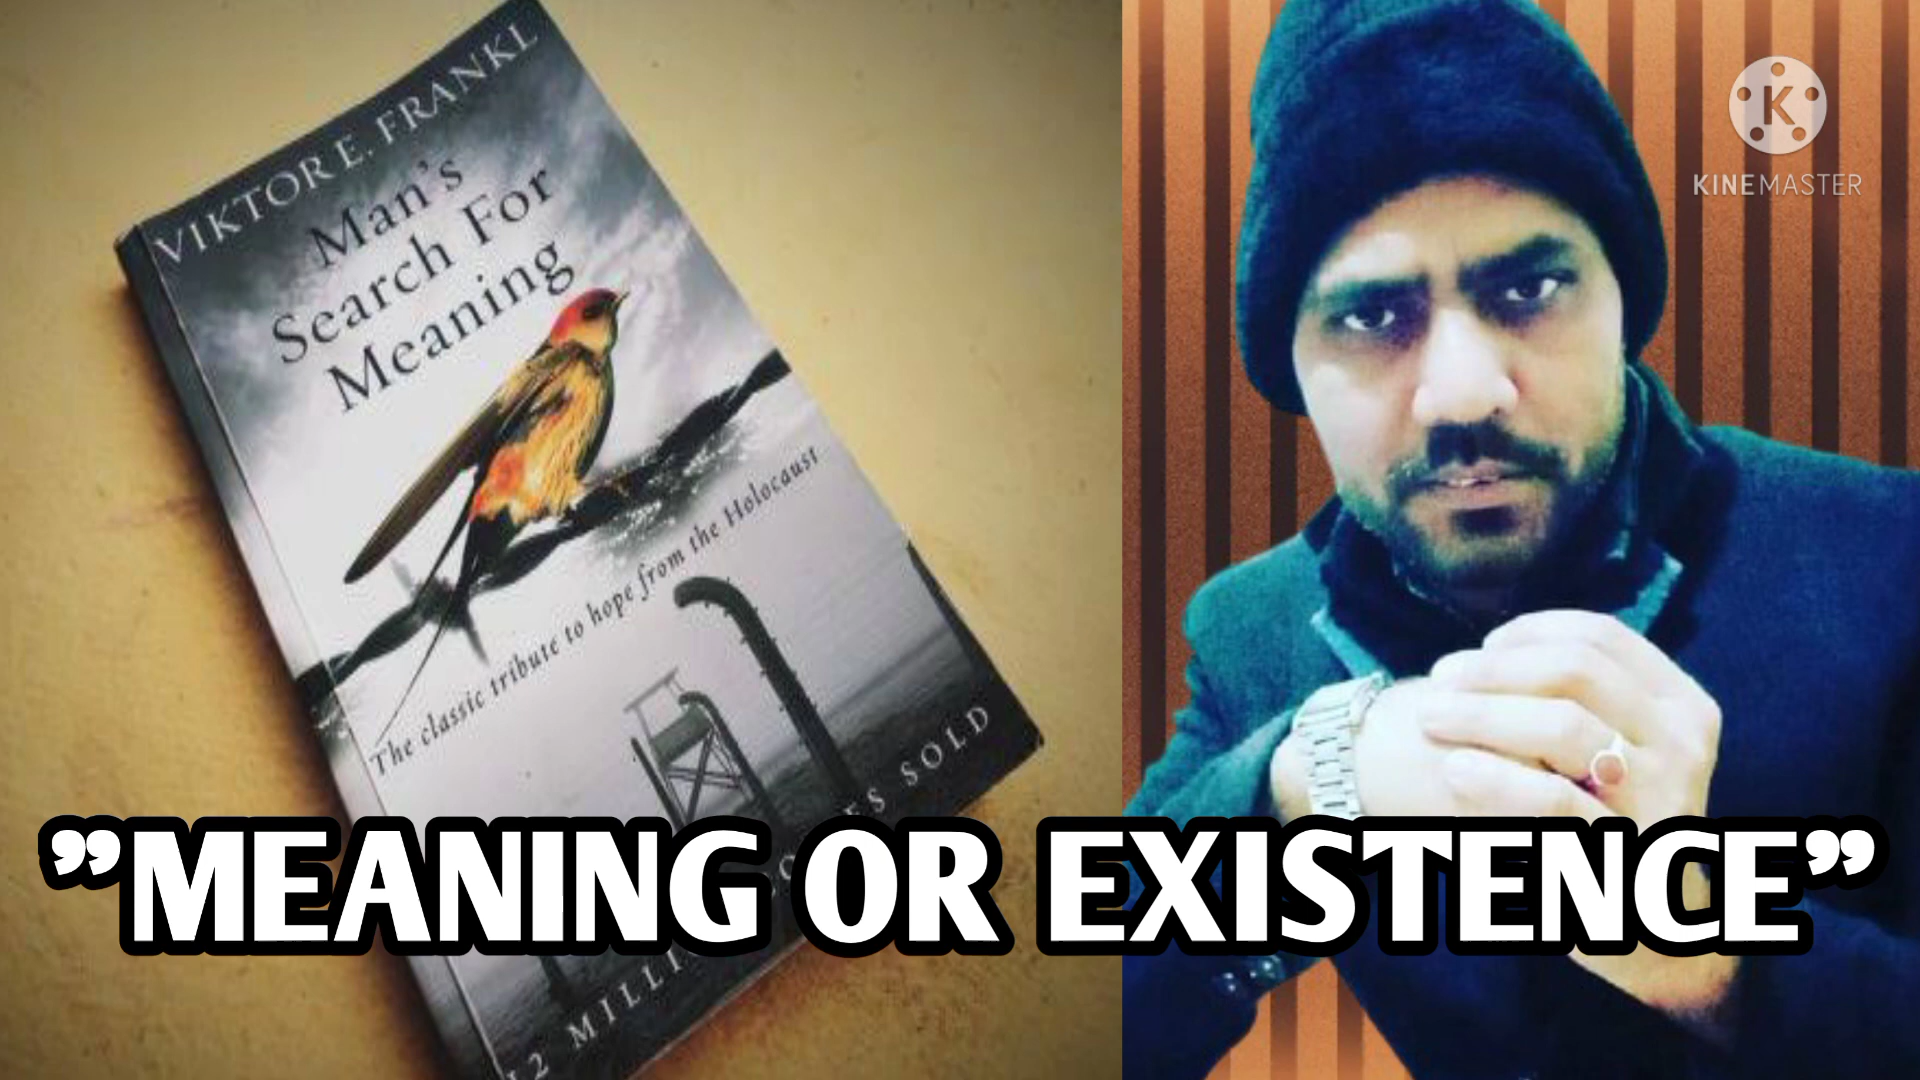 VIKTOR E. FRANKL
Man's
Search For
Meaning
The classic tribute to hope from the Holocaust
SOLD
K
KINEMASTER
"MEANING OR EXISTENCE"